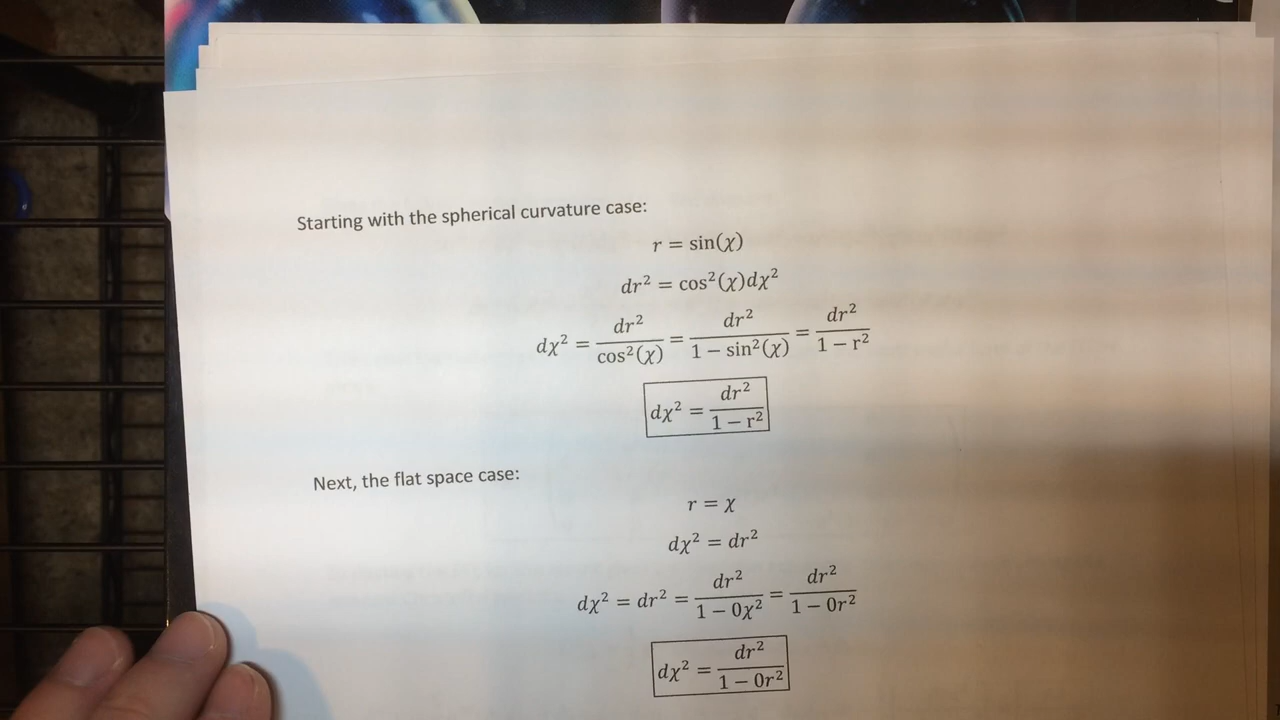 Starting with the spherical curvature case:
r = sin(χ)
dr² = cos²(χ)dχ²
dχ² = dr²/cos²(χ) = dr²/(1 − sin²(χ)) = dr²/(1 − r²)
dχ² = dr²/(1 − r²)
Next, the flat space case:
r = χ
dχ² = dr²
dχ² = dr² = dr²/(1 − 0χ²) = dr²/(1 − 0r²)
dχ² = dr²/(1 − 0r²)